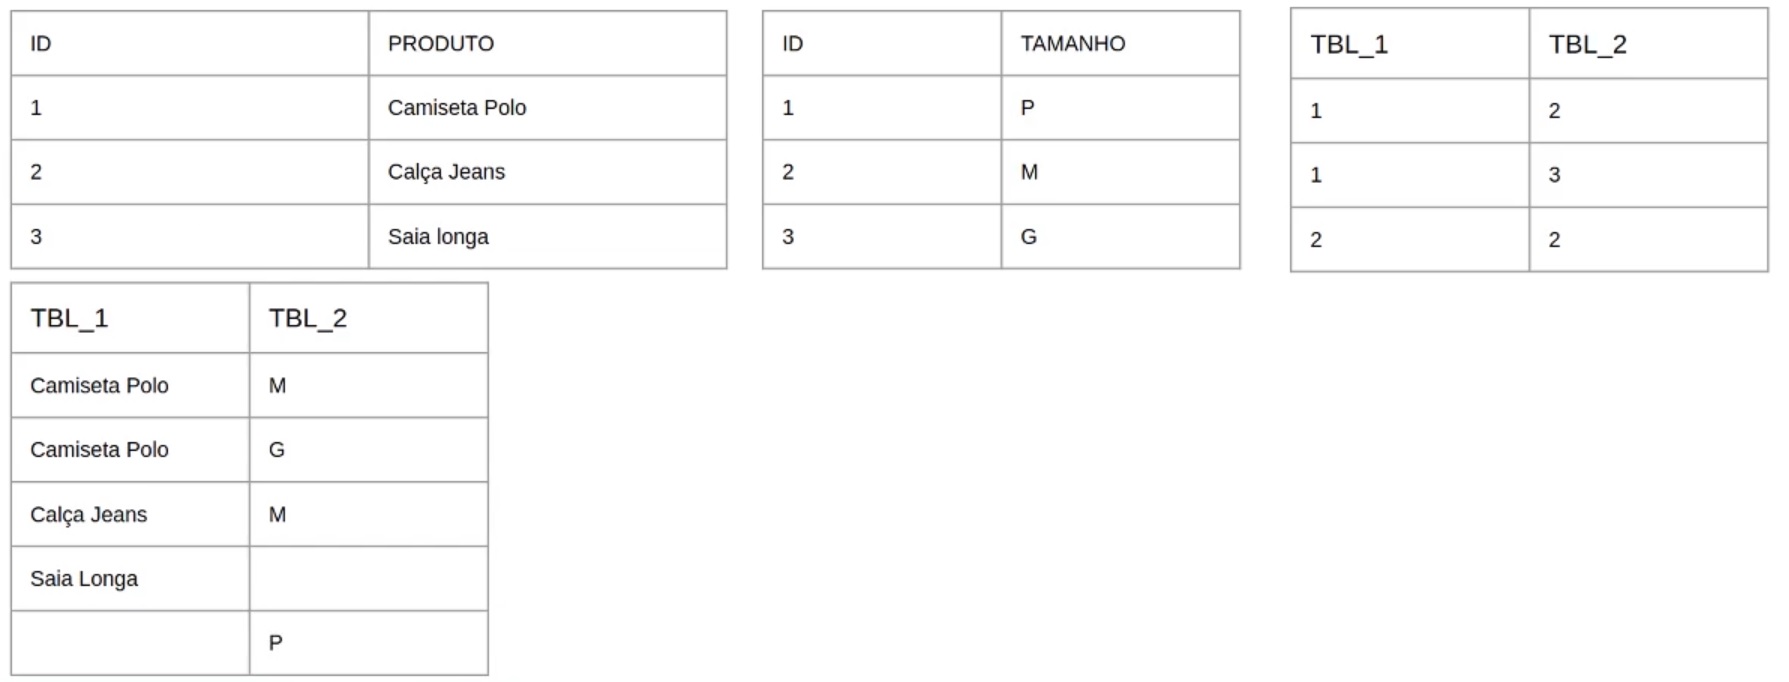 ID PRODUTO
1 Camiseta Polo
2 Calça Jeans
3 Saia longa
ID TAMANHO
1 P
2 M
3 G
TBL_1 TBL_2
1 2
1 3
2 2
TBL_1 TBL_2
Camiseta Polo M
Camiseta Polo G
Calça Jeans M
Saia Longa
P